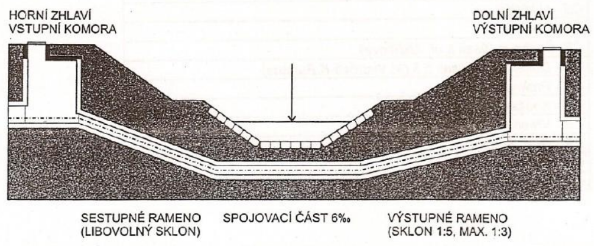 HORNÍ ZHLAVÍ
VSTUPNÍ KOMORA
DOLNÍ ZHLAVÍ
VÝSTUPNÍ KOMORA
SESTUPNÉ RAMENO
(LIBOVOLNÝ SKLON)
SPOJOVACÍ ČÁST 6‰
VÝSTUPNÉ RAMENO
(SKLON 1:5, MAX. 1:3)